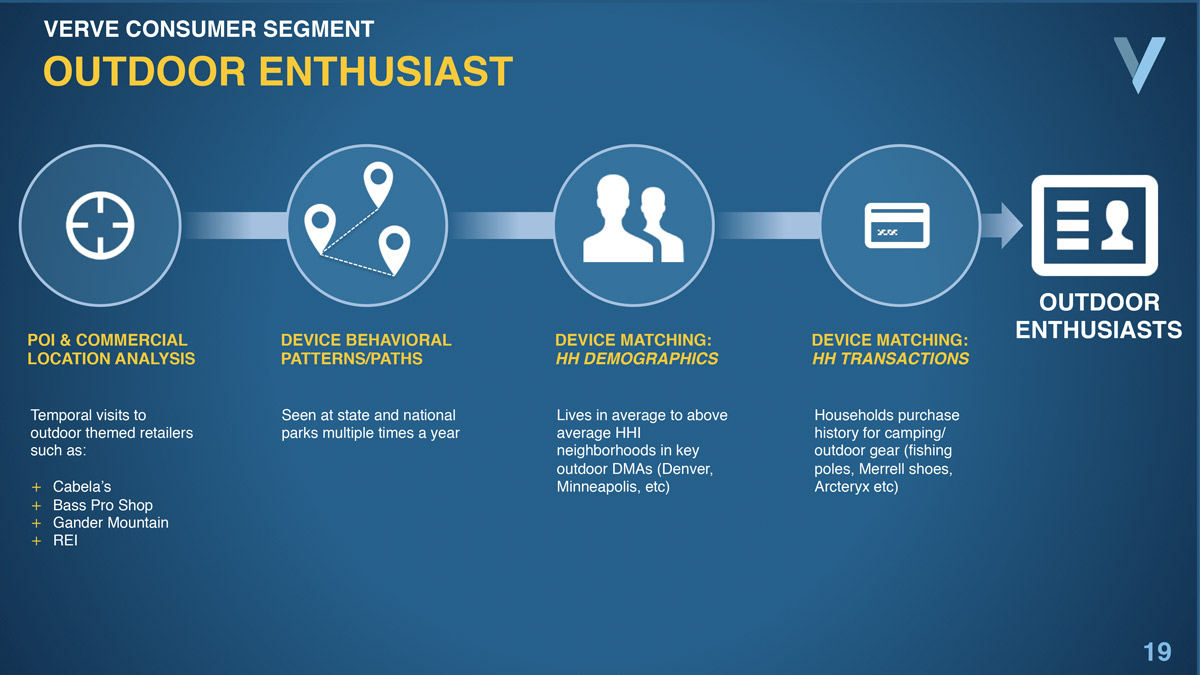 VERVE CONSUMER SEGMENT
OUTDOOR ENTHUSIAST
POI & COMMERCIAL
LOCATION ANALYSIS
Temporal visits to
outdoor themed retailers
such as:
+ Cabela's
+ Bass Pro Shop
+ Gander Mountain
+ REI
DEVICE BEHAVIORAL
PATTERNS/PATHS
Seen at state and national
parks multiple times a year
DEVICE MATCHING:
HH DEMOGRAPHICS
Lives in average to above
average HHI
neighborhoods in key
outdoor DMAs (Denver,
Minneapolis, etc)
DEVICE MATCHING:
HH TRANSACTIONS
Households purchase
history for camping/
outdoor gear (fishing
poles, Merrell shoes,
Arcteryx etc)
OUTDOOR
ENTHUSIASTS
19